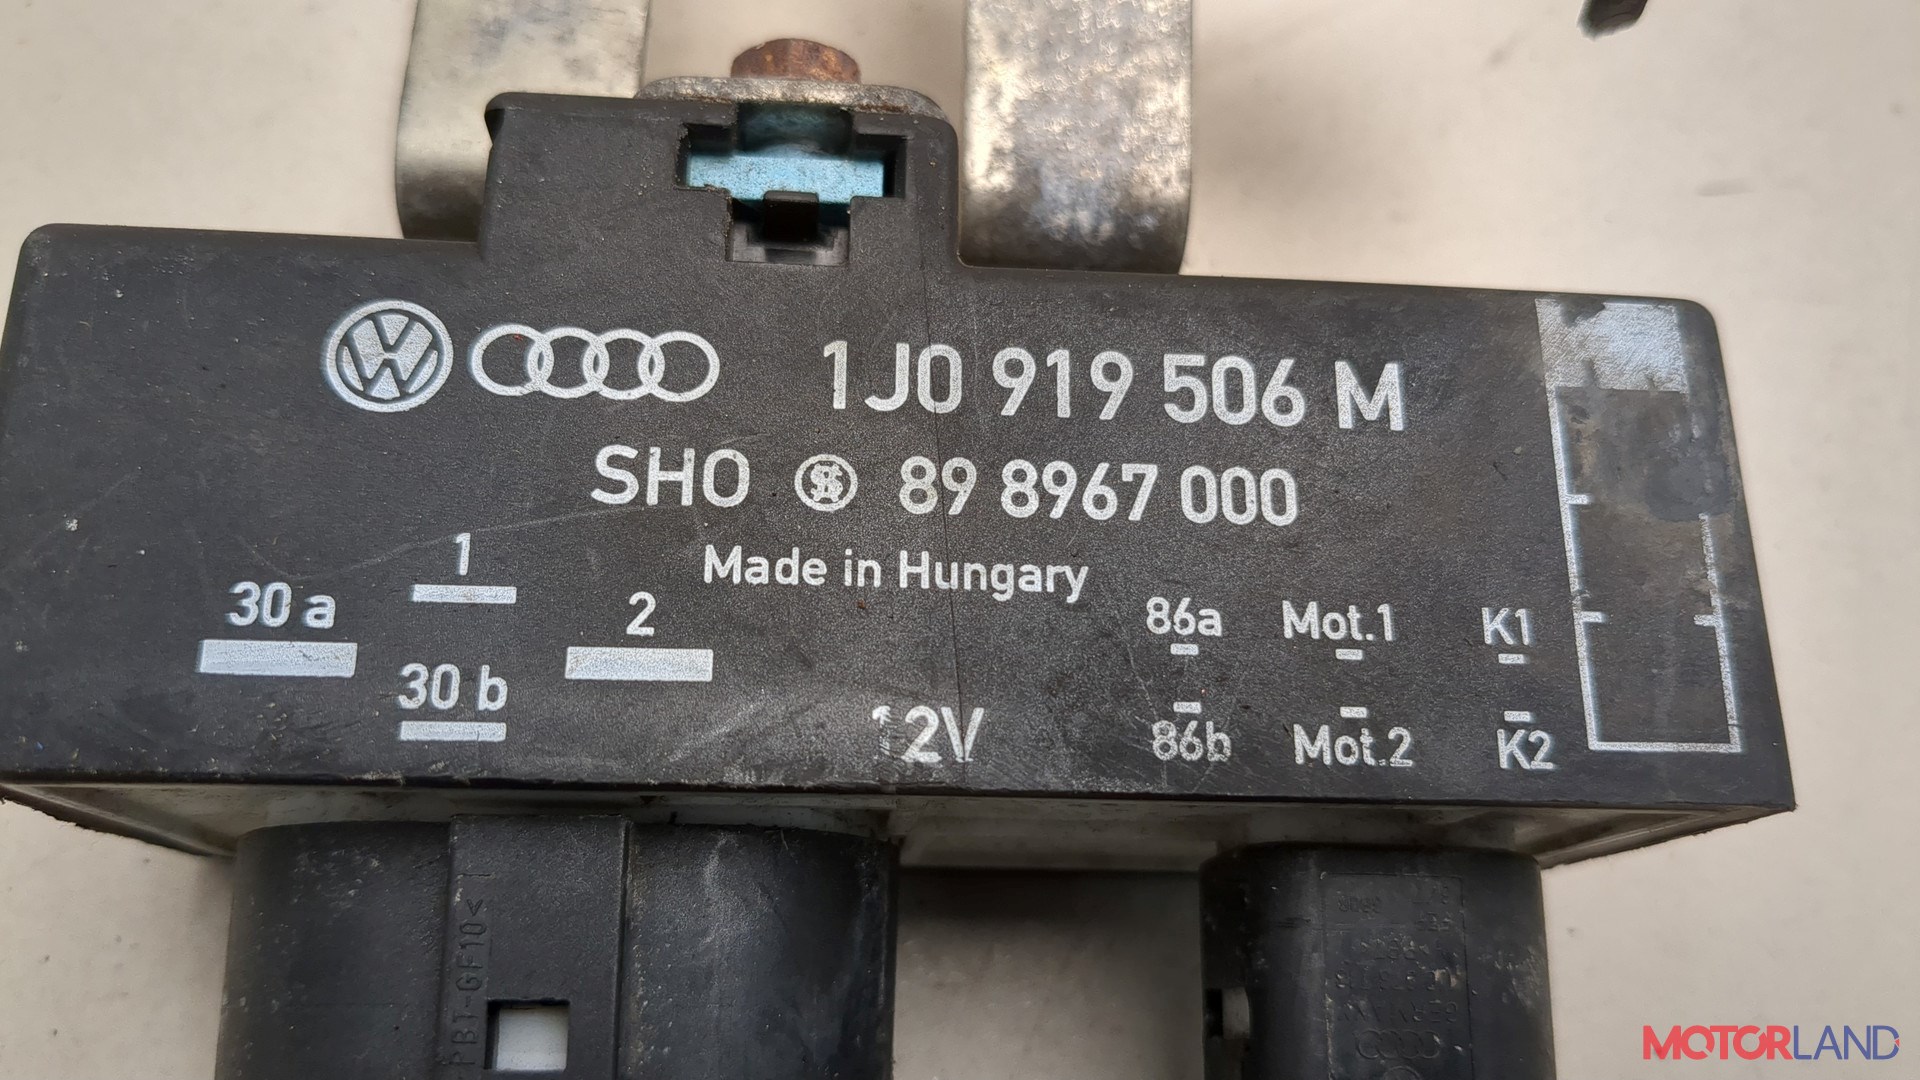 1J0 919 506 M
SHO 89 8967 000
Made in Hungary
30 a
1
2
30 b
12V
86a Mot.1 K1
86b Mot.2 K2
PBT-GF10<
MOTORLAND